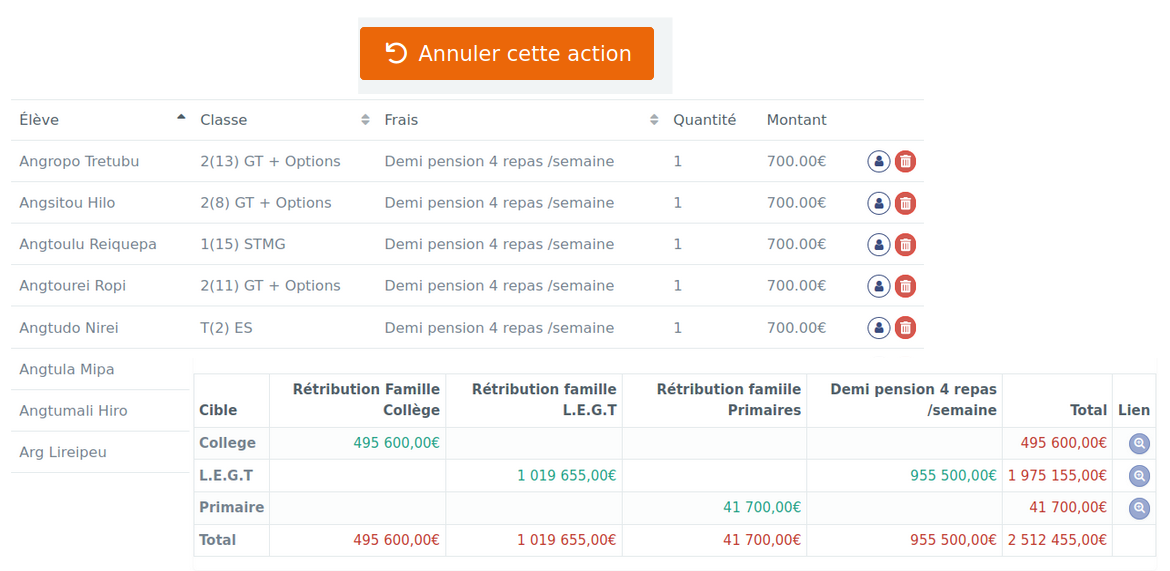 Annuler cette action
Élève Classe Frais Quantité Montant
Angropo Tretubu 2(13) GT + Options Demi pension 4 repas /semaine 1 700.00€
Angsitou Hilo 2(8) GT + Options Demi pension 4 repas /semaine 1 700.00€
Angtoulu Reiquepa 1(15) STMG Demi pension 4 repas /semaine 1 700.00€
Angtourei Ropi 2(11) GT + Options Demi pension 4 repas /semaine 1 700.00€
Angtudo Nirei T(2) ES Demi pension 4 repas /semaine 1 700.00€
Angtula Mipa
Angtumali Hiro
Arg Lireipeu
Rétribution Famille Rétribution famille Rétribution famiile Demi pension 4 repas
Cible Collège L.E.G.T Primaires /semaine Total Lien
College 495 600,00€ 495 600,00€
L.E.G.T 1 019 655,00€ 955 500,00€ 1 975 155,00€
Primaire 41 700,00€ 41 700,00€
Total 495 600,00€ 1 019 655,00€ 41 700,00€ 955 500,00€ 2 512 455,00€